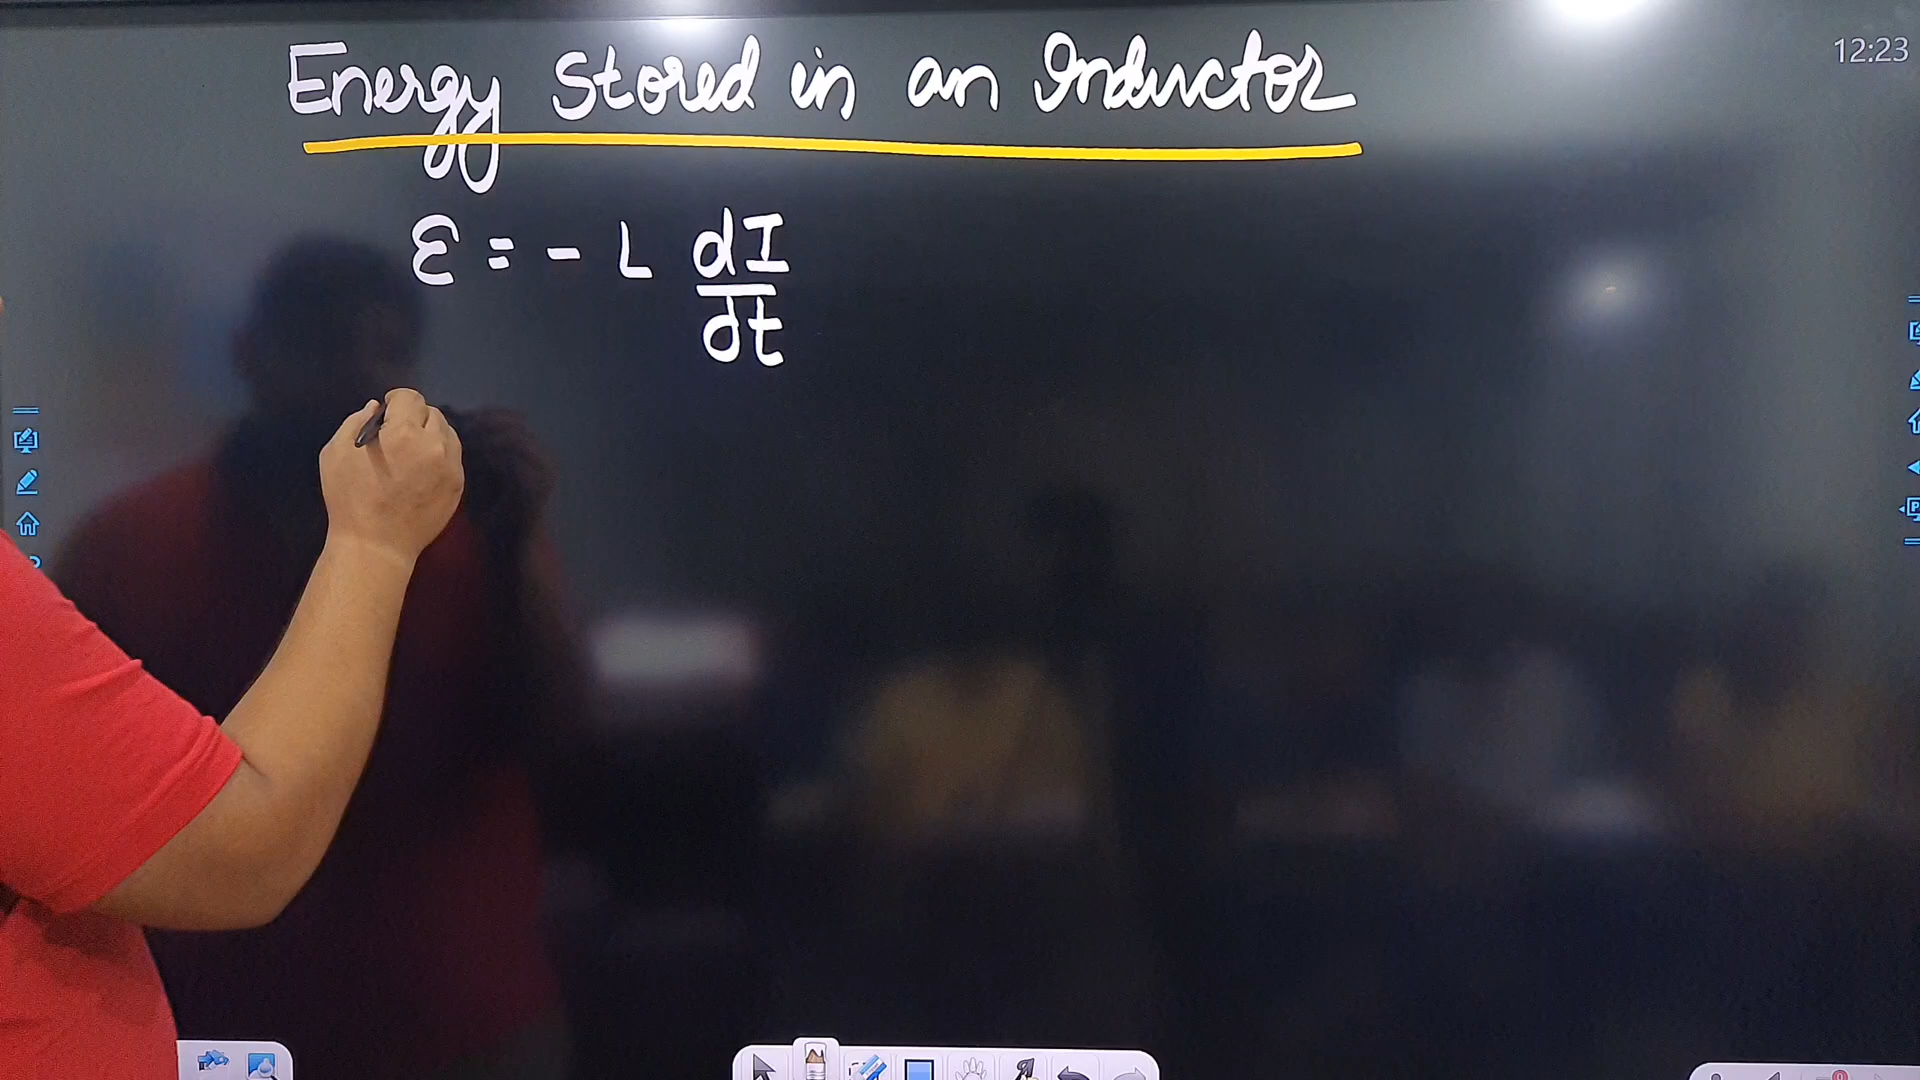 12:23
Energy Stored in an Inductor
ε = - L dI/dt